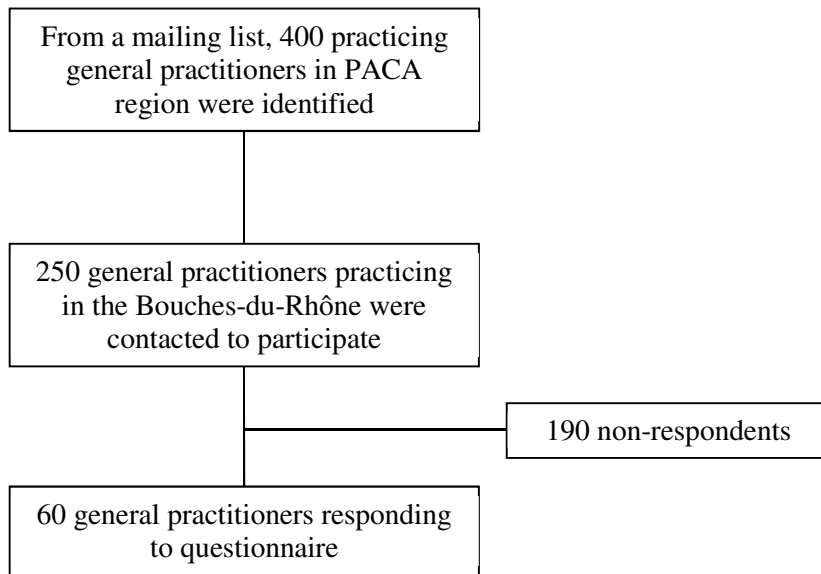 From a mailing list, 400 practicing
general practitioners in PACA
region were identified
250 general practitioners practicing
in the Bouches-du-Rhône were
contacted to participate
190 non-respondents
60 general practitioners responding
to questionnaire